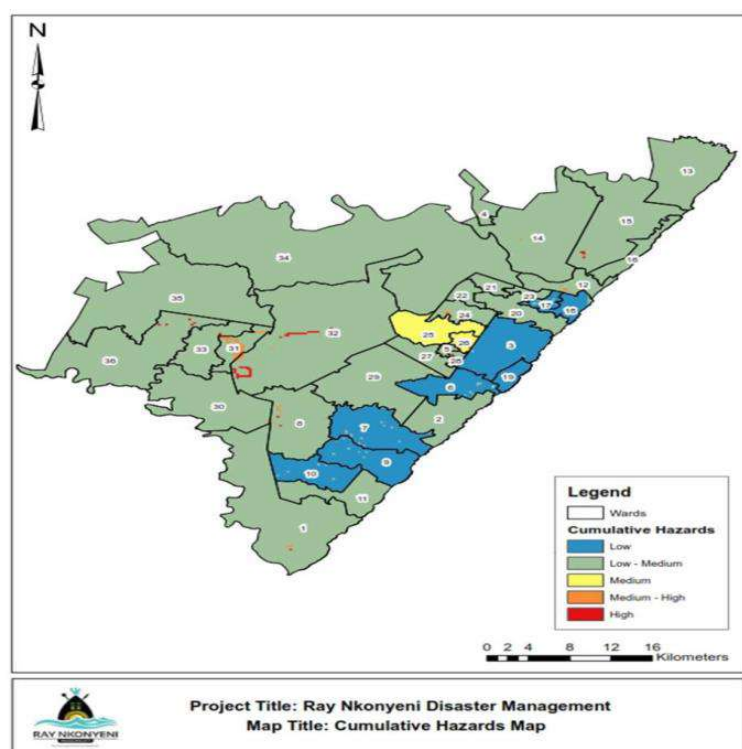 N
13
4
15
14
16
34
12
21
35
22
23
17
18
24
20
32
25
26
3
33
31
5
36
27
28
29
19
6
30
8
2
7
9
10
11
1
Legend
Wards
Cumulative Hazards
Low
Low - Medium
Medium
Medium - High
High
0 2 4 8 12 16
Kilometers
RAY NKONYENI
Project Title: Ray Nkonyeni Disaster Management
Map Title: Cumulative Hazards Map